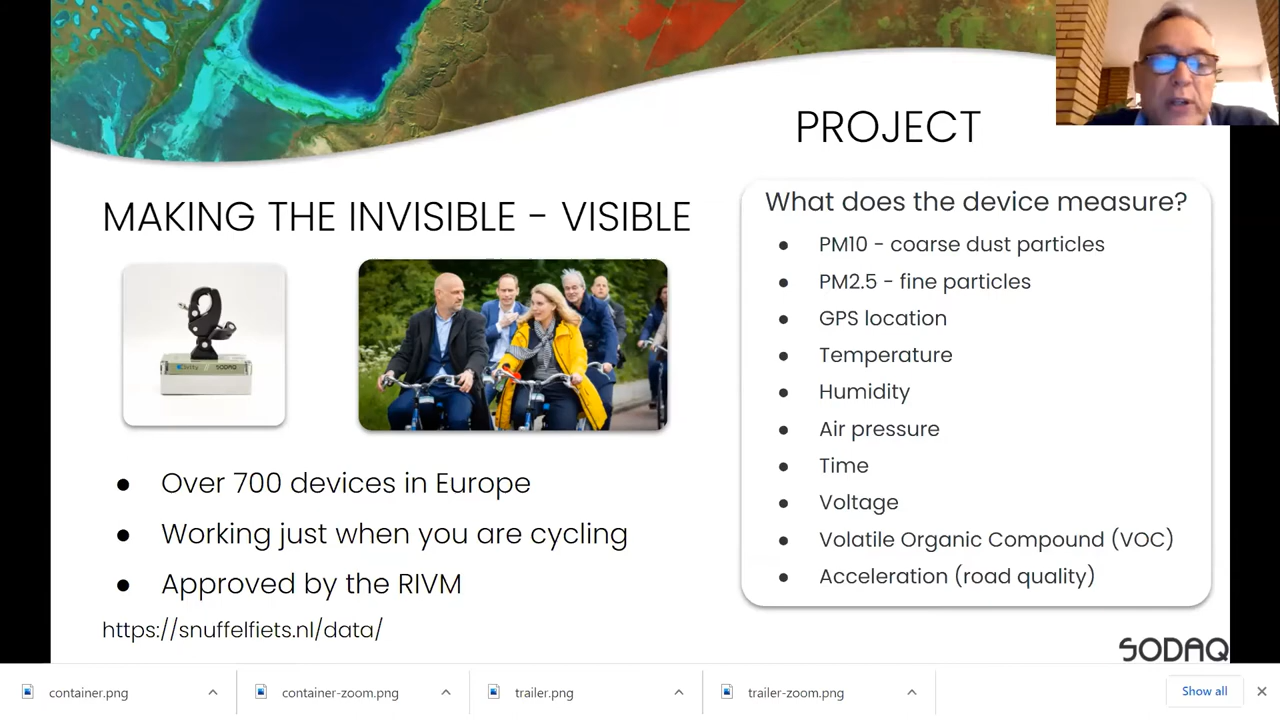 PROJECT
MAKING THE INVISIBLE - VISIBLE
SODAQ
Over 700 devices in Europe
Working just when you are cycling
Approved by the RIVM
https://snuffelfiets.nl/data/
What does the device measure?
PM10 - coarse dust particles
PM2.5 - fine particles
GPS location
Temperature
Humidity
Air pressure
Time
Voltage
Volatile Organic Compound (VOC)
Acceleration (road quality)
SODAQ
container.png
container-zoom.png
trailer.png
trailer-zoom.png
Show all